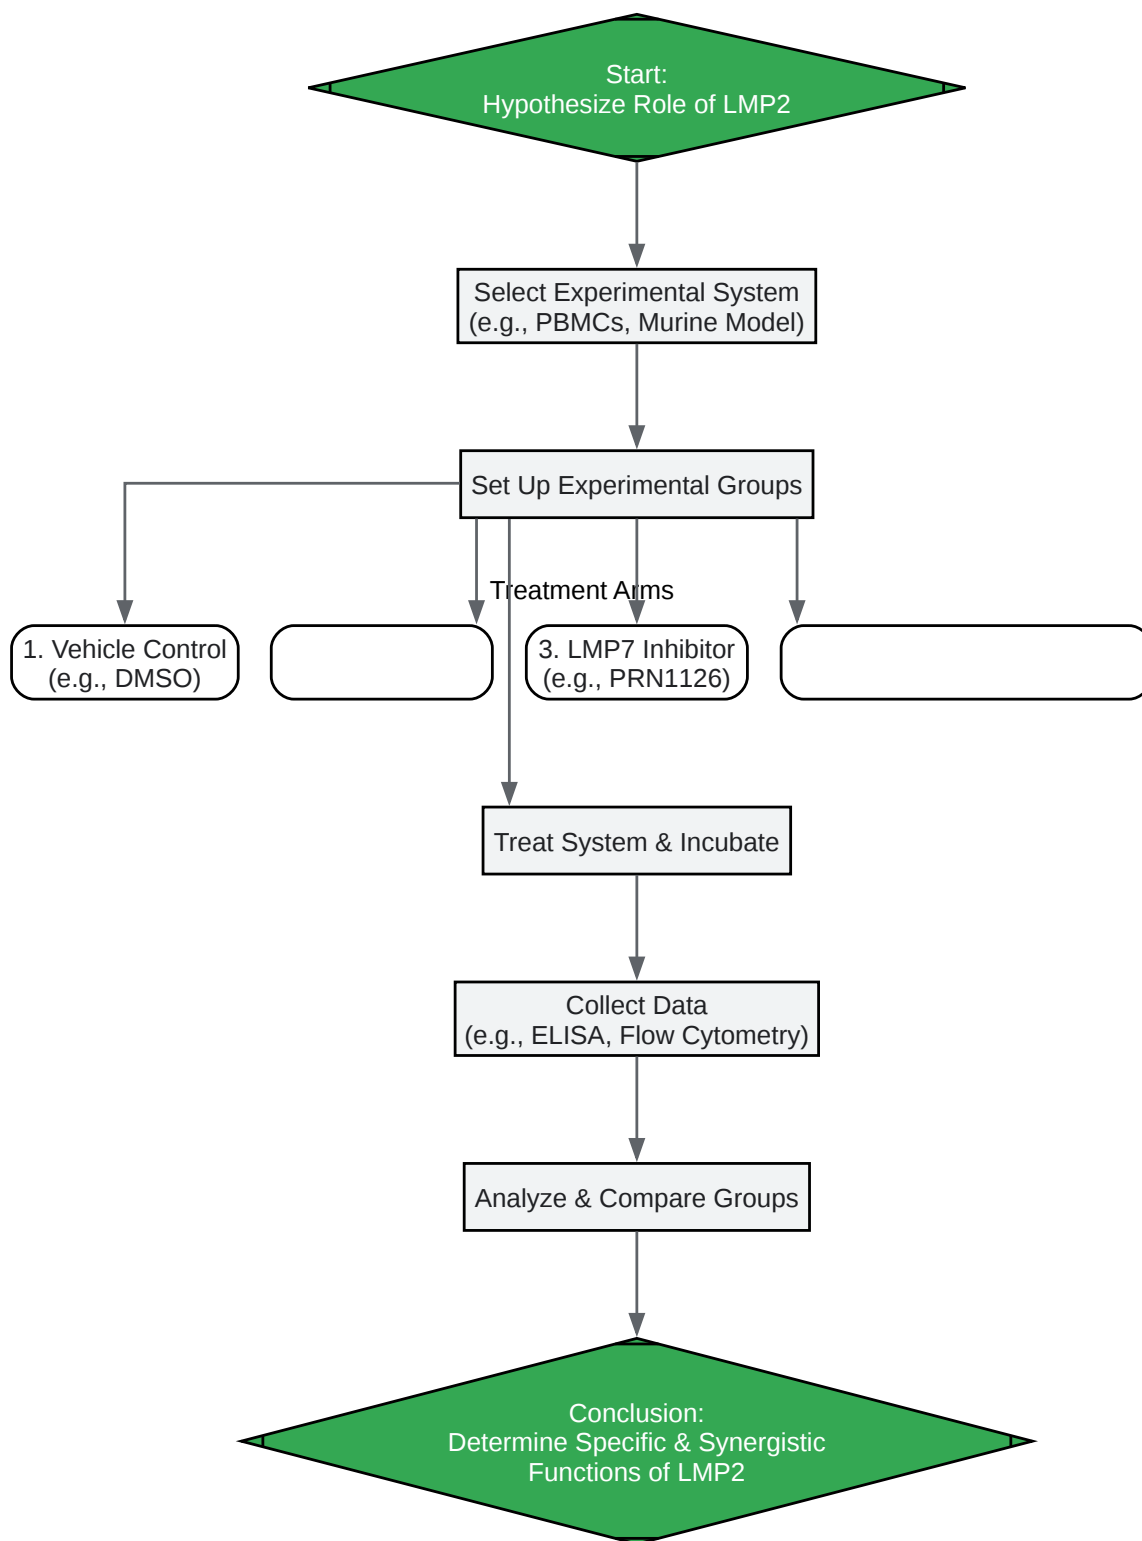 Start:
Hypothesize Role of LMP2
Select Experimental System
(e.g., PBMCs, Murine Model)
Set Up Experimental Groups
Treatment Arms
1. Vehicle Control
(e.g., DMSO)
3. LMP7 Inhibitor
(e.g., PRN1126)
Treat System & Incubate
Collect Data
(e.g., ELISA, Flow Cytometry)
Analyze & Compare Groups
Conclusion:
Determine Specific & Synergistic
Functions of LMP2